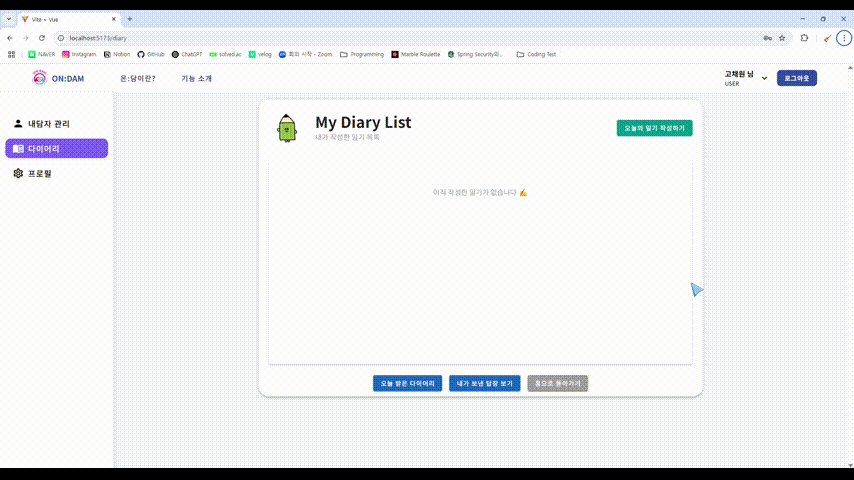 Vite + Vue
localhost:5173/diary
NAVER Instagram Notion GitHub ChatGPT solved.ac velog 회의 시작 - Zoom Programming Marble Roulette Spring Security의... Coding Test
ON:DAM 온:담이란? 기능 소개 고채원 님 로그아웃
USER
내담자 관리
다이어리
프로필
My Diary List
내가 작성한 일기 목록
오늘의 일기 작성하기
아직 작성한 일기가 없습니다 ✍️
오늘 받은 다이어리 내가 보낸 답장 보기 홈으로 돌아가기